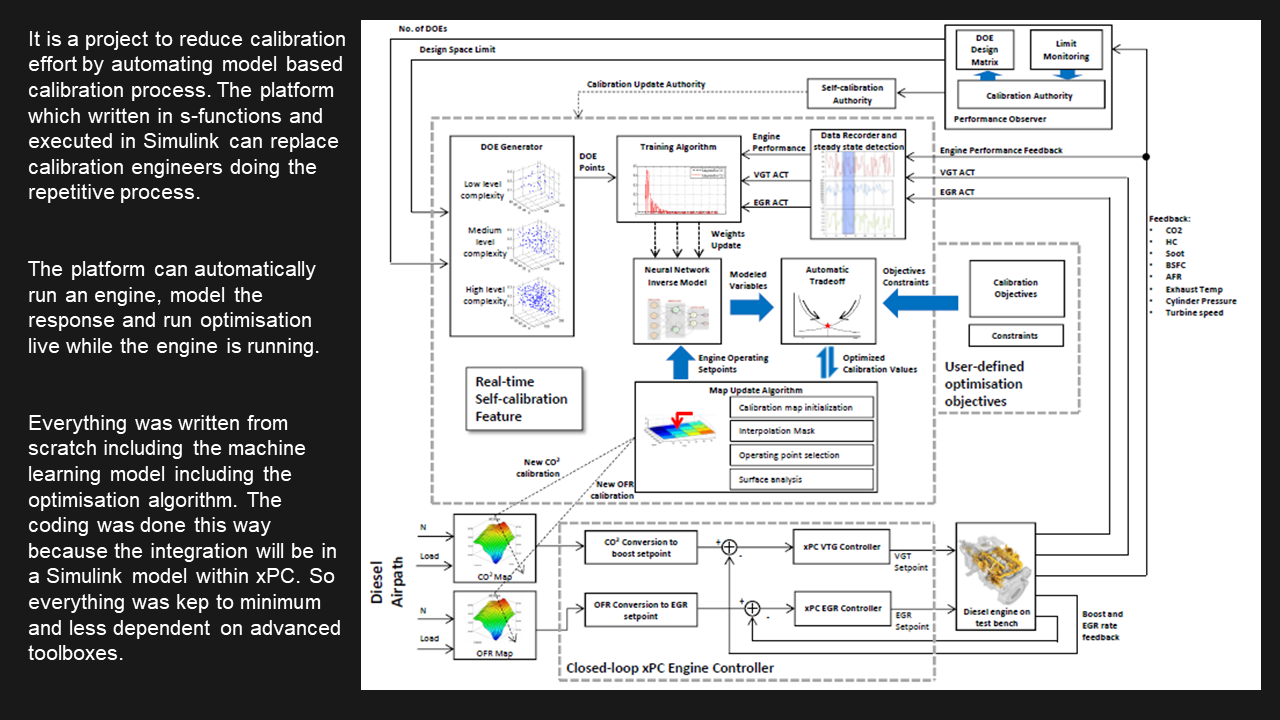 It is a project to reduce calibration
effort by automating model based
calibration process. The platform
which written in s-functions and
executed in Simulink can replace
calibration engineers doing the
repetitive process.
The platform can automatically
run an engine, model the
response and run optimisation
live while the engine is running.
Everything was written from
scratch including the machine
learning model including the
optimisation algorithm. The
coding was done this way
because the integration will be in
a Simulink model within xPC. So
everything was kep to minimum
and less dependent on advanced
toolboxes.
No. of DOEs
Design Space Limit
DOE
Design
Matrix
Limit
Monitoring
Calibration Authority
Performance Observer
Calibration Update Authority
Self-calibration
Authority
DOE Generator
Low level
complexity
Medium
level
complexity
High level
complexity
DOE
Points
Training Algorithm
Engine
Performance
VGT ACT
EGR ACT
Data Recorder and
steady state detection
Engine Performance Feedback
VGT ACT
EGR ACT
Weights
Update
Neural Network
Inverse Model
Modeled
Variables
Automatic
Tradeoff
Objectives
Constraints
Calibration
Objectives
Constraints
User-defined
optimisation
objectives
Feedback:
• CO2
• HC
• Soot
• BSFC
• AFR
• Exhaust Temp
• Cylinder Pressure
• Turbine speed
Engine Operating
Setpoints
Optimized
Calibration Values
Real-time
Self-calibration
Feature
Map Update Algorithm
Calibration map initialization
Interpolation Mask
Operating point selection
Surface analysis
New CO²
calibration
New OFR
calibration
Diesel
Airpath
N
Load
CO² Map
N
Load
OFR Map
CO² Conversion to
boost setpoint
+
-
xPC VTG Controller
VGT
Setpoint
OFR Conversion to EGR
setpoint
+
-
xPC EGR Controller
EGR
Setpoint
Diesel engine on
test bench
Boost and
EGR rate
feedback
Closed-loop xPC Engine Controller